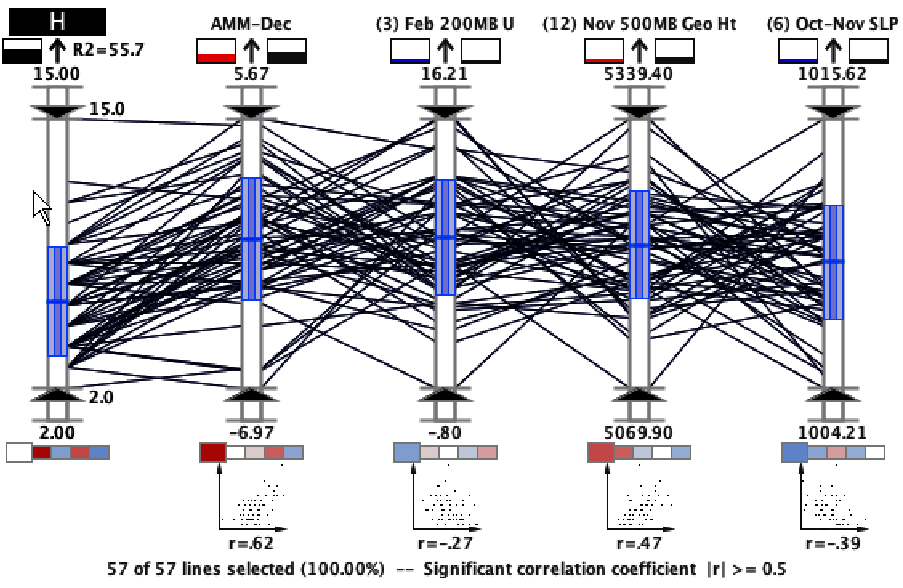 H
R2=55.7
AMM-Dec
(3) Feb 200MB U
(12) Nov 500MB Geo Ht
(6) Oct-Nov SLP
15.00
5.67
16.21
5339.40
1015.62
15.0
2.0
2.00
-6.97
-.80
5069.90
1004.21
r=.62
r=-.27
r=.47
r=-.39
57 of 57 lines selected (100.00%) -- Significant correlation coefficient |r| >= 0.5